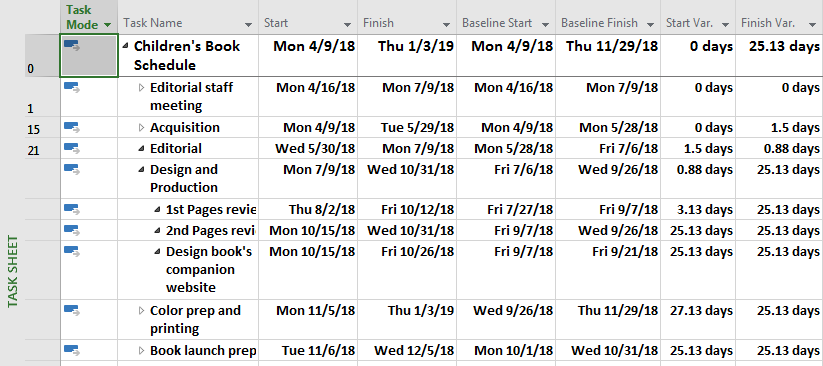 Task Mode Task Name Start Finish Baseline Start Baseline Finish Start Var. Finish Var.
0 Children's Book Schedule Mon 4/9/18 Thu 1/3/19 Mon 4/9/18 Thu 11/29/18 0 days 25.13 days
1 Editorial staff meeting Mon 4/16/18 Mon 7/9/18 Mon 4/16/18 Mon 7/9/18 0 days 0 days
15 Acquisition Mon 4/9/18 Tue 5/29/18 Mon 4/9/18 Mon 5/28/18 0 days 1.5 days
21 Editorial Wed 5/30/18 Mon 7/9/18 Mon 5/28/18 Fri 7/6/18 1.5 days 0.88 days
Design and Production Mon 7/9/18 Wed 10/31/18 Fri 7/6/18 Wed 9/26/18 0.88 days 25.13 days
1st Pages revie Thu 8/2/18 Fri 10/12/18 Fri 7/27/18 Fri 9/7/18 3.13 days 25.13 days
2nd Pages revi Mon 10/15/18 Wed 10/31/18 Fri 9/7/18 Wed 9/26/18 25.13 days 25.13 days
Design book's companion website Mon 10/15/18 Fri 10/26/18 Fri 9/7/18 Fri 9/21/18 25.13 days 25.13 days
Color prep and printing Mon 11/5/18 Thu 1/3/19 Wed 9/26/18 Thu 11/29/18 27.13 days 25.13 days
Book launch prep Tue 11/6/18 Wed 12/5/18 Mon 10/1/18 Wed 10/31/18 25.13 days 25.13 days
TASK SHEET